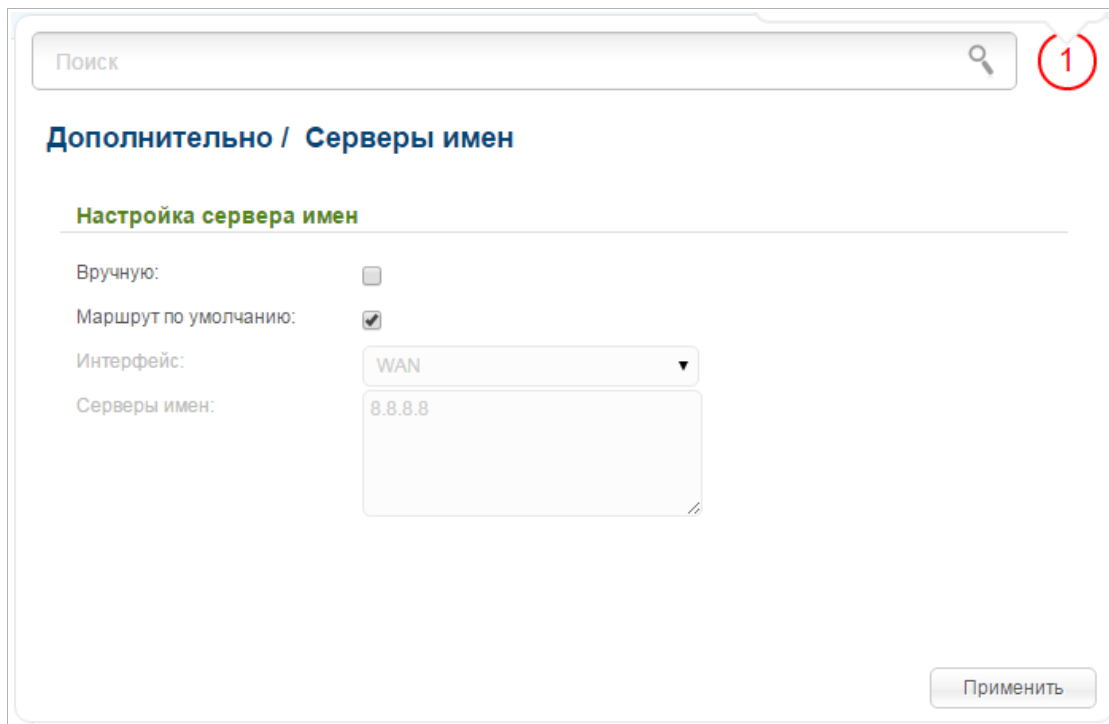 Поиск
1
Дополнительно / Серверы имен
Настройка сервера имен
Вручную:
Маршрут по умолчанию:
Интерфейс: WAN
Серверы имен: 8.8.8.8
Применить